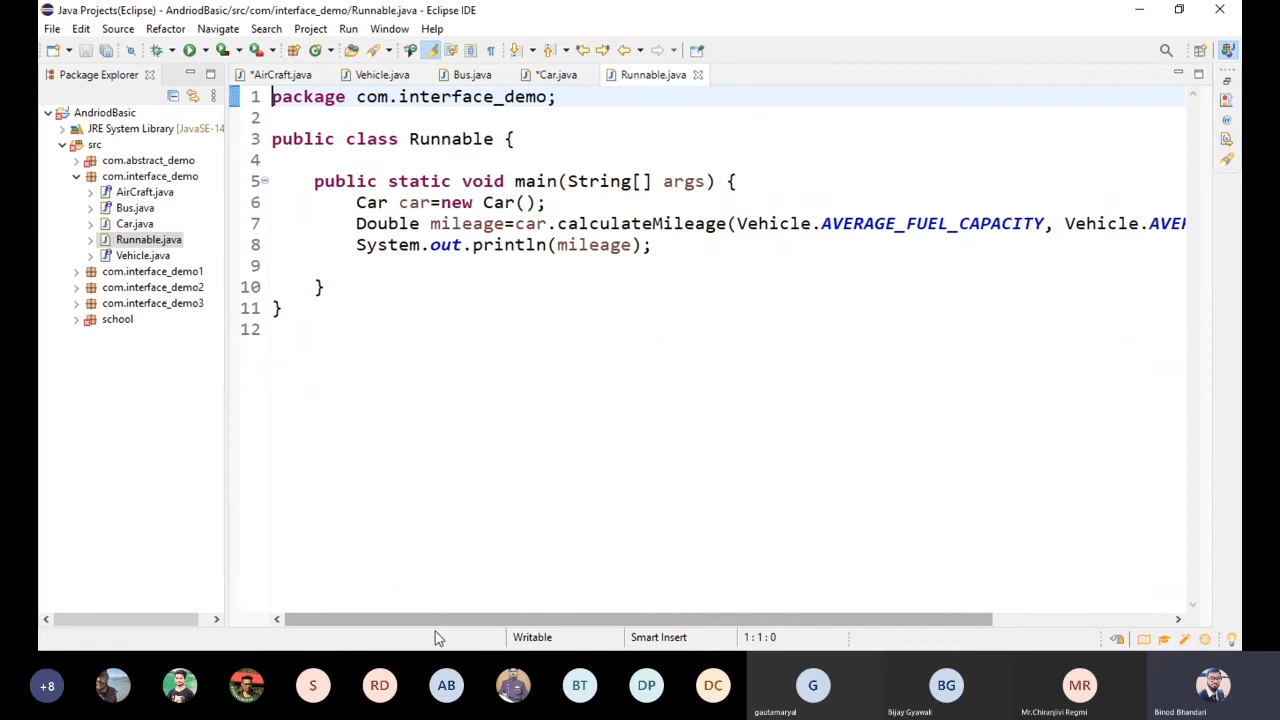 Java Projects(Eclipse) - AndriodBasic/src/com/interface_demo/Runnable.java - Eclipse IDE
File Edit Source Refactor Navigate Search Project Run Window Help
Package Explorer
*AirCraft.java Vehicle.java Bus.java *Car.java Runnable.java
AndriodBasic
JRE System Library [JavaSE-14
src
com.abstract_demo
com.interface_demo
AirCraft.java
Bus.java
Car.java
Runnable.java
Vehicle.java
com.interface_demo1
com.interface_demo2
com.interface_demo3
school
1 package com.interface_demo;
2
3 public class Runnable {
4
5 public static void main(String[] args) {
6 Car car=new Car();
7 Double mileage=car.calculateMileage(Vehicle.AVERAGE_FUEL_CAPACITY, Vehicle.AVER
8 System.out.println(mileage);
9
10 }
11 }
12
Writable Smart Insert 1 : 1 : 0
+8 S RD AB BT DP DC G BG MR
gautamaryal Bijay Gyawali Mr.Chiranjivi Regmi Binod Bhandari